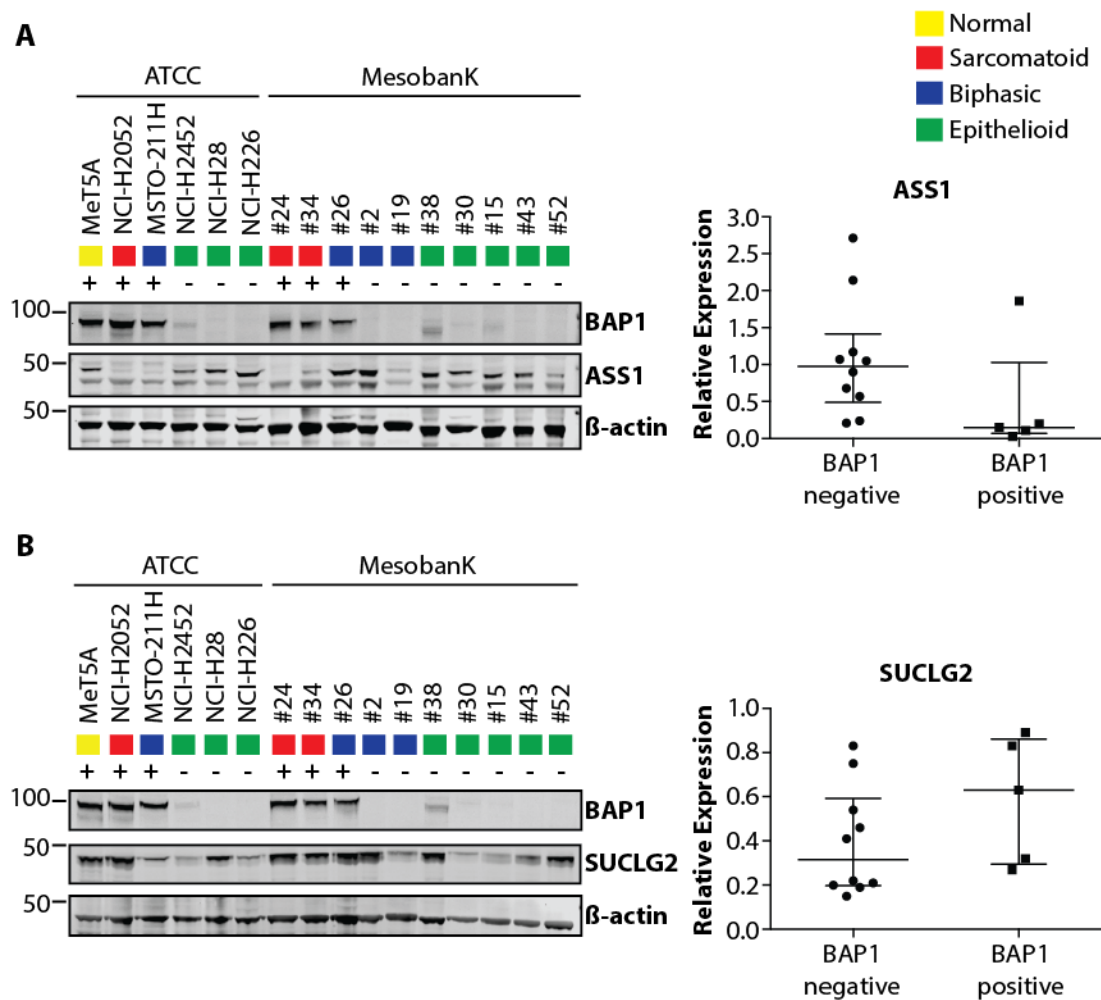 A
Normal
Sarcomatoid
Biphasic
Epithelioid
ATCC
MesobanK
MeT5A
NCI-H2052
MSTO-211H
NCI-H2452
NCI-H28
NCI-H226
#24
#34
#26
#2
#19
#38
#30
#15
#43
#52
+ + + - - - + + + - - - - - - -
100
BAP1
50
ASS1
50
ß-actin
ASS1
Relative Expression
3.0
2.5
2.0
1.5
1.0
0.5
0.0
BAP1 negative
BAP1 positive
B
ATCC
MesobanK
MeT5A
NCI-H2052
MSTO-211H
NCI-H2452
NCI-H28
NCI-H226
#24
#34
#26
#2
#19
#38
#30
#15
#43
#52
+ + + - - - + + + - - - - - - -
100
BAP1
50
SUCLG2
50
ß-actin
SUCLG2
Relative Expression
1.0
0.8
0.6
0.4
0.2
0.0
BAP1 negative
BAP1 positive